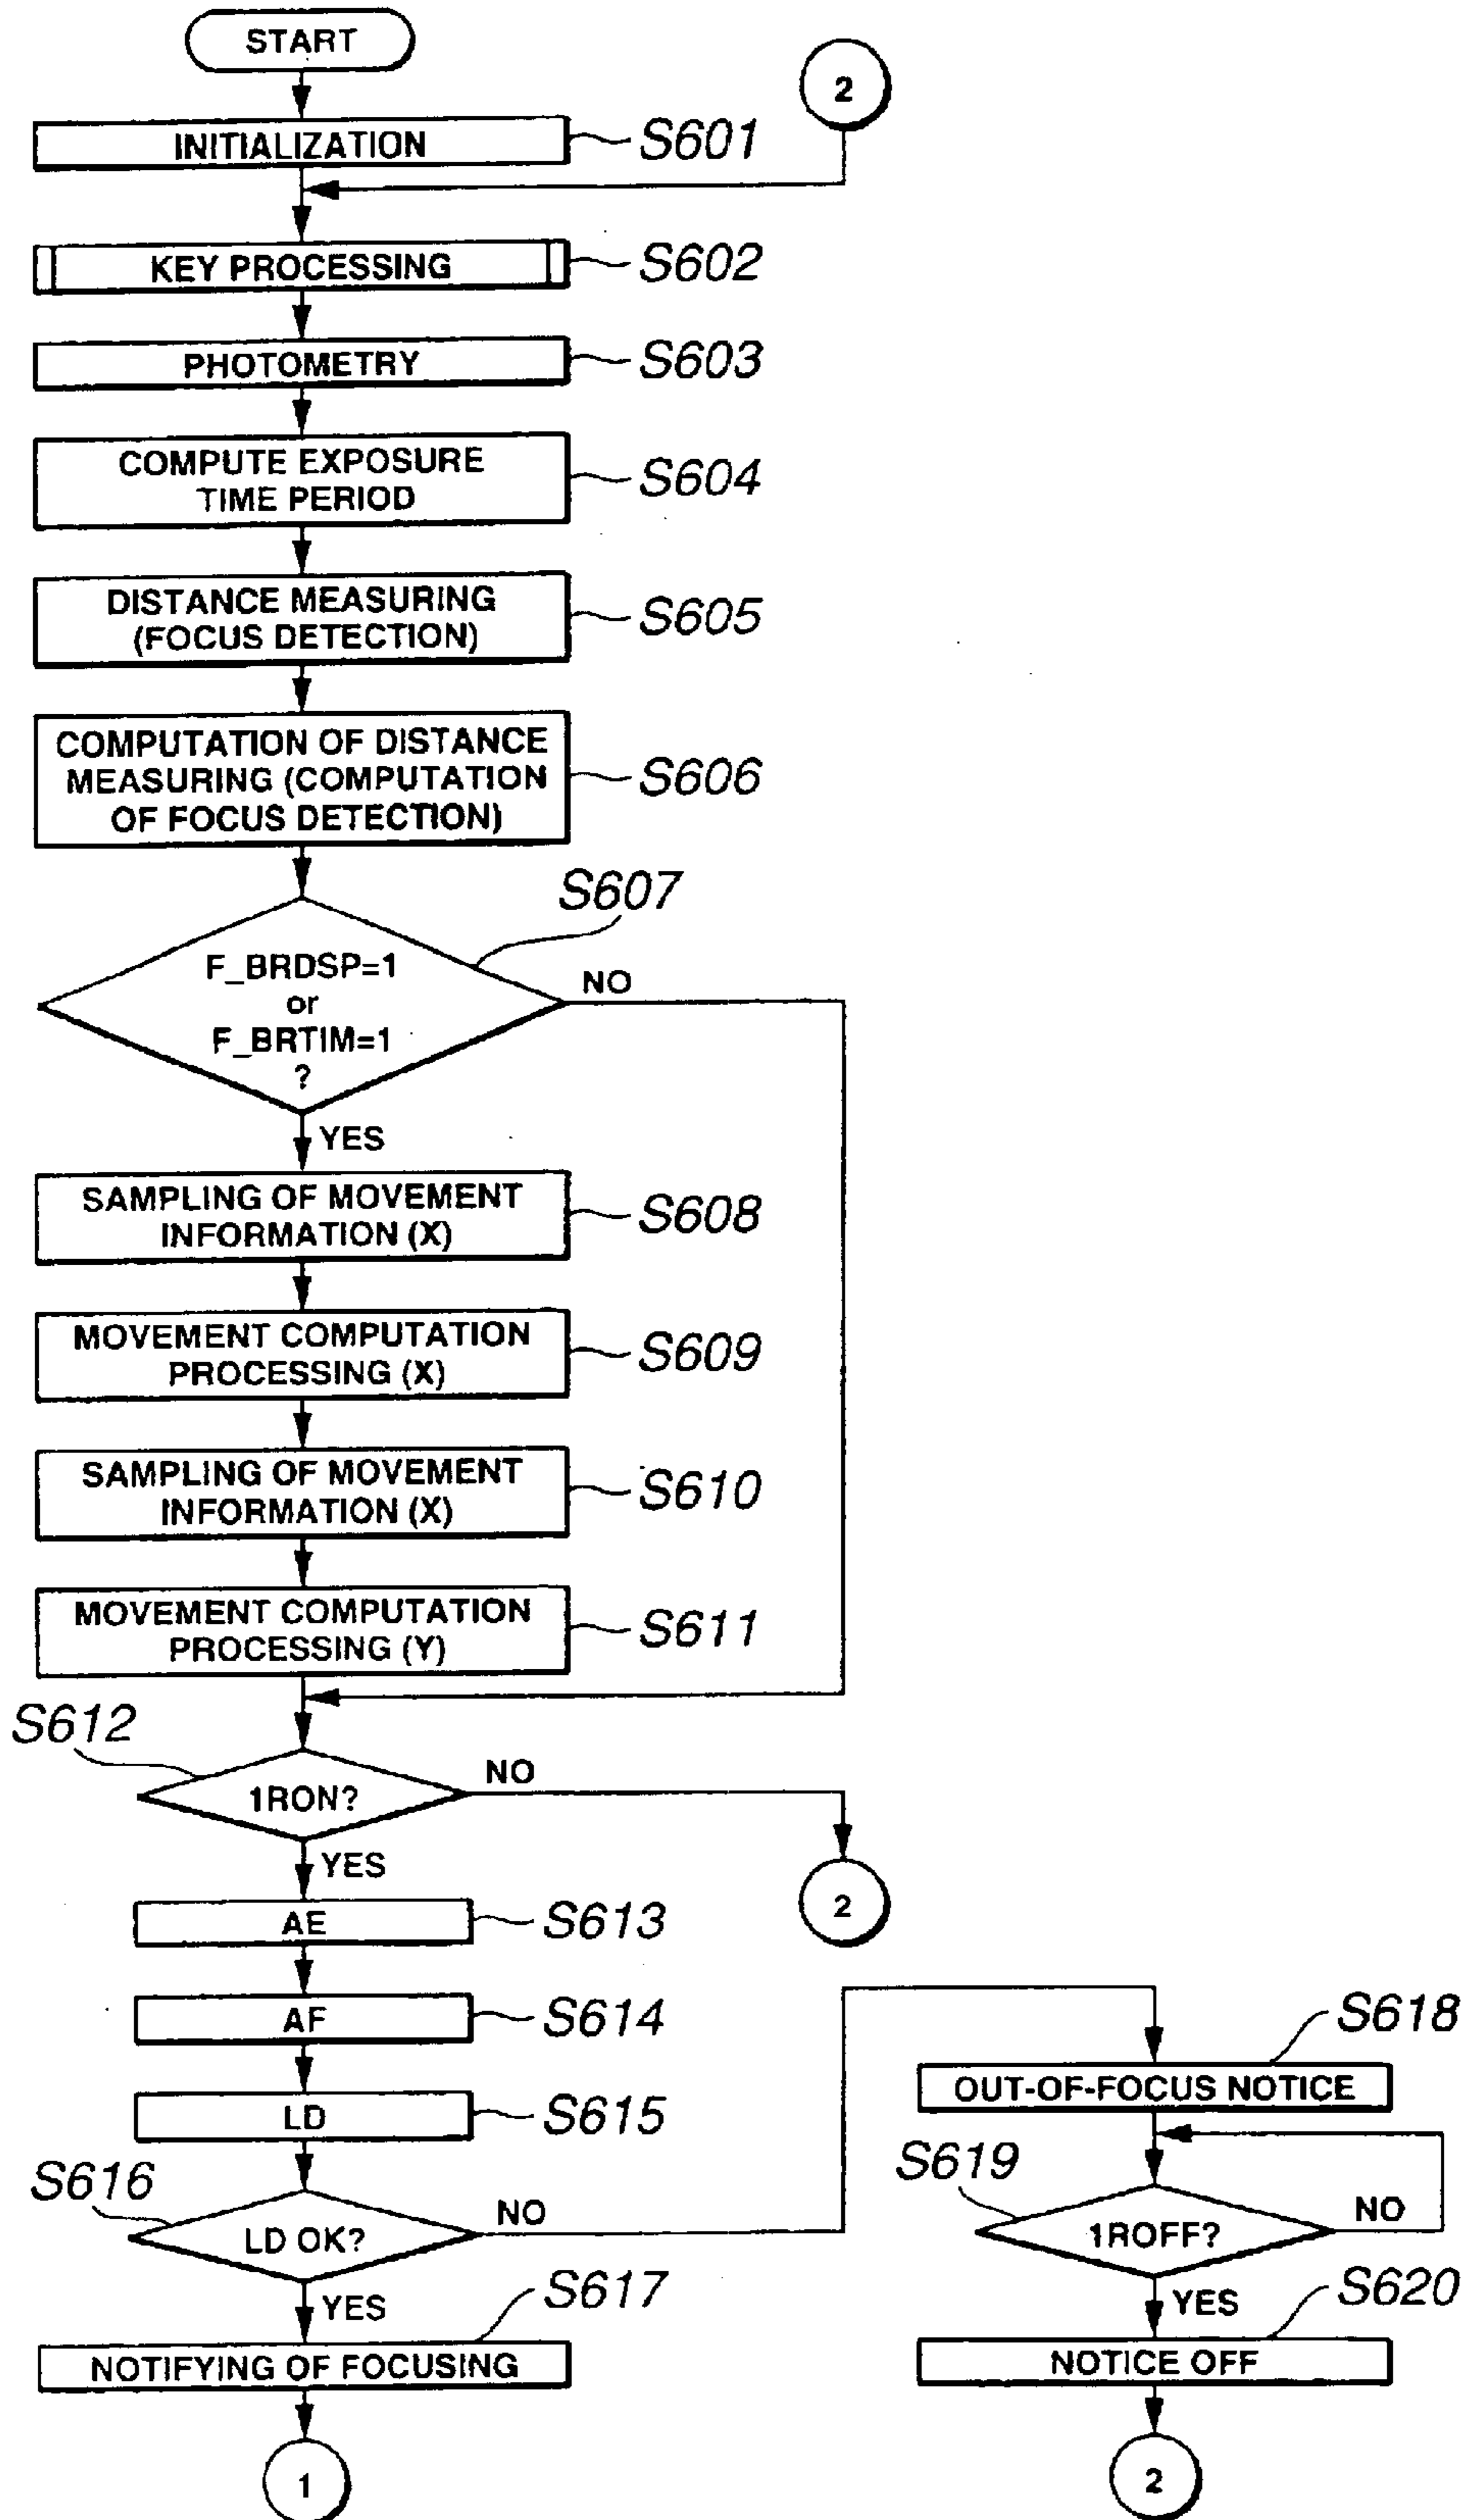 START
2
INITIALIZATION
S601
KEY PROCESSING
S602
PHOTOMETRY
S603
COMPUTE EXPOSURE
TIME PERIOD
S604
DISTANCE MEASURING
(FOCUS DETECTION)
S605
COMPUTATION OF DISTANCE
MEASURING (COMPUTATION
OF FOCUS DETECTION)
S606
S607
F_BRDSP=1
or
F_BRTIM=1
?
NO
YES
SAMPLING OF MOVEMENT
INFORMATION (X)
S608
MOVEMENT COMPUTATION
PROCESSING (X)
S609
SAMPLING OF MOVEMENT
INFORMATION (X)
S610
MOVEMENT COMPUTATION
PROCESSING (Y)
S611
S612
1RON?
NO
YES
2
AE
S613
AF
S614
LD
S615
S616
LD OK?
NO
YES
S617
NOTIFYING OF FOCUSING
1
S618
OUT-OF-FOCUS NOTICE
S619
1ROFF?
NO
YES
S620
NOTICE OFF
2